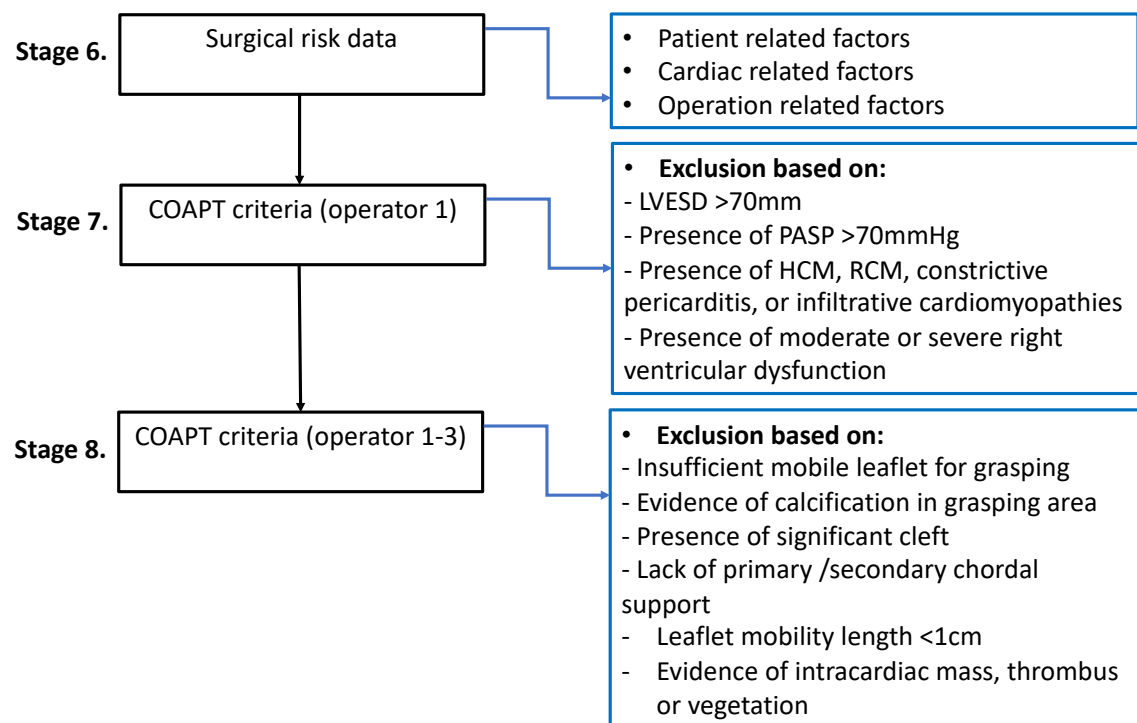 Stage 6.
Surgical risk data
• Patient related factors
• Cardiac related factors
• Operation related factors
Stage 7.
COAPT criteria (operator 1)
• Exclusion based on:
- LVESD >70mm
- Presence of PASP >70mmHg
- Presence of HCM, RCM, constrictive
pericarditis, or infiltrative cardiomyopathies
- Presence of moderate or severe right
ventricular dysfunction
Stage 8.
COAPT criteria (operator 1-3)
• Exclusion based on:
- Insufficient mobile leaflet for grasping
- Evidence of calcification in grasping area
- Presence of significant cleft
- Lack of primary /secondary chordal
support
- Leaflet mobility length <1cm
- Evidence of intracardiac mass, thrombus
or vegetation